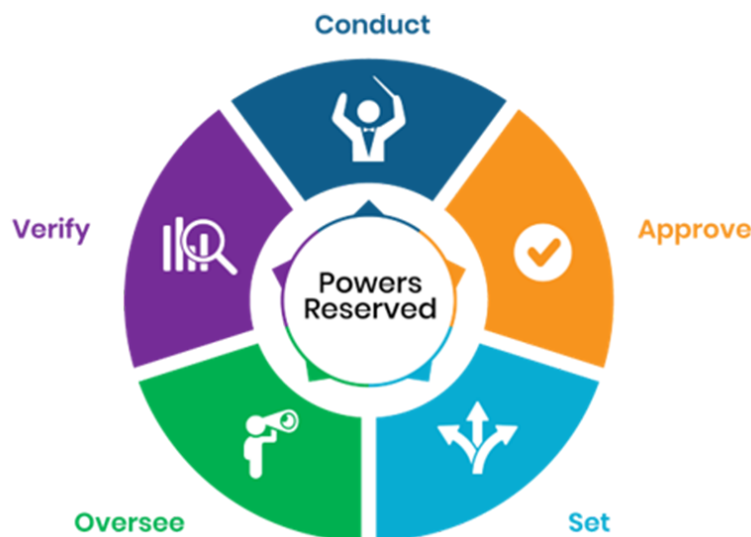 Conduct
Verify
Approve
Powers
Reserved
Oversee
Set